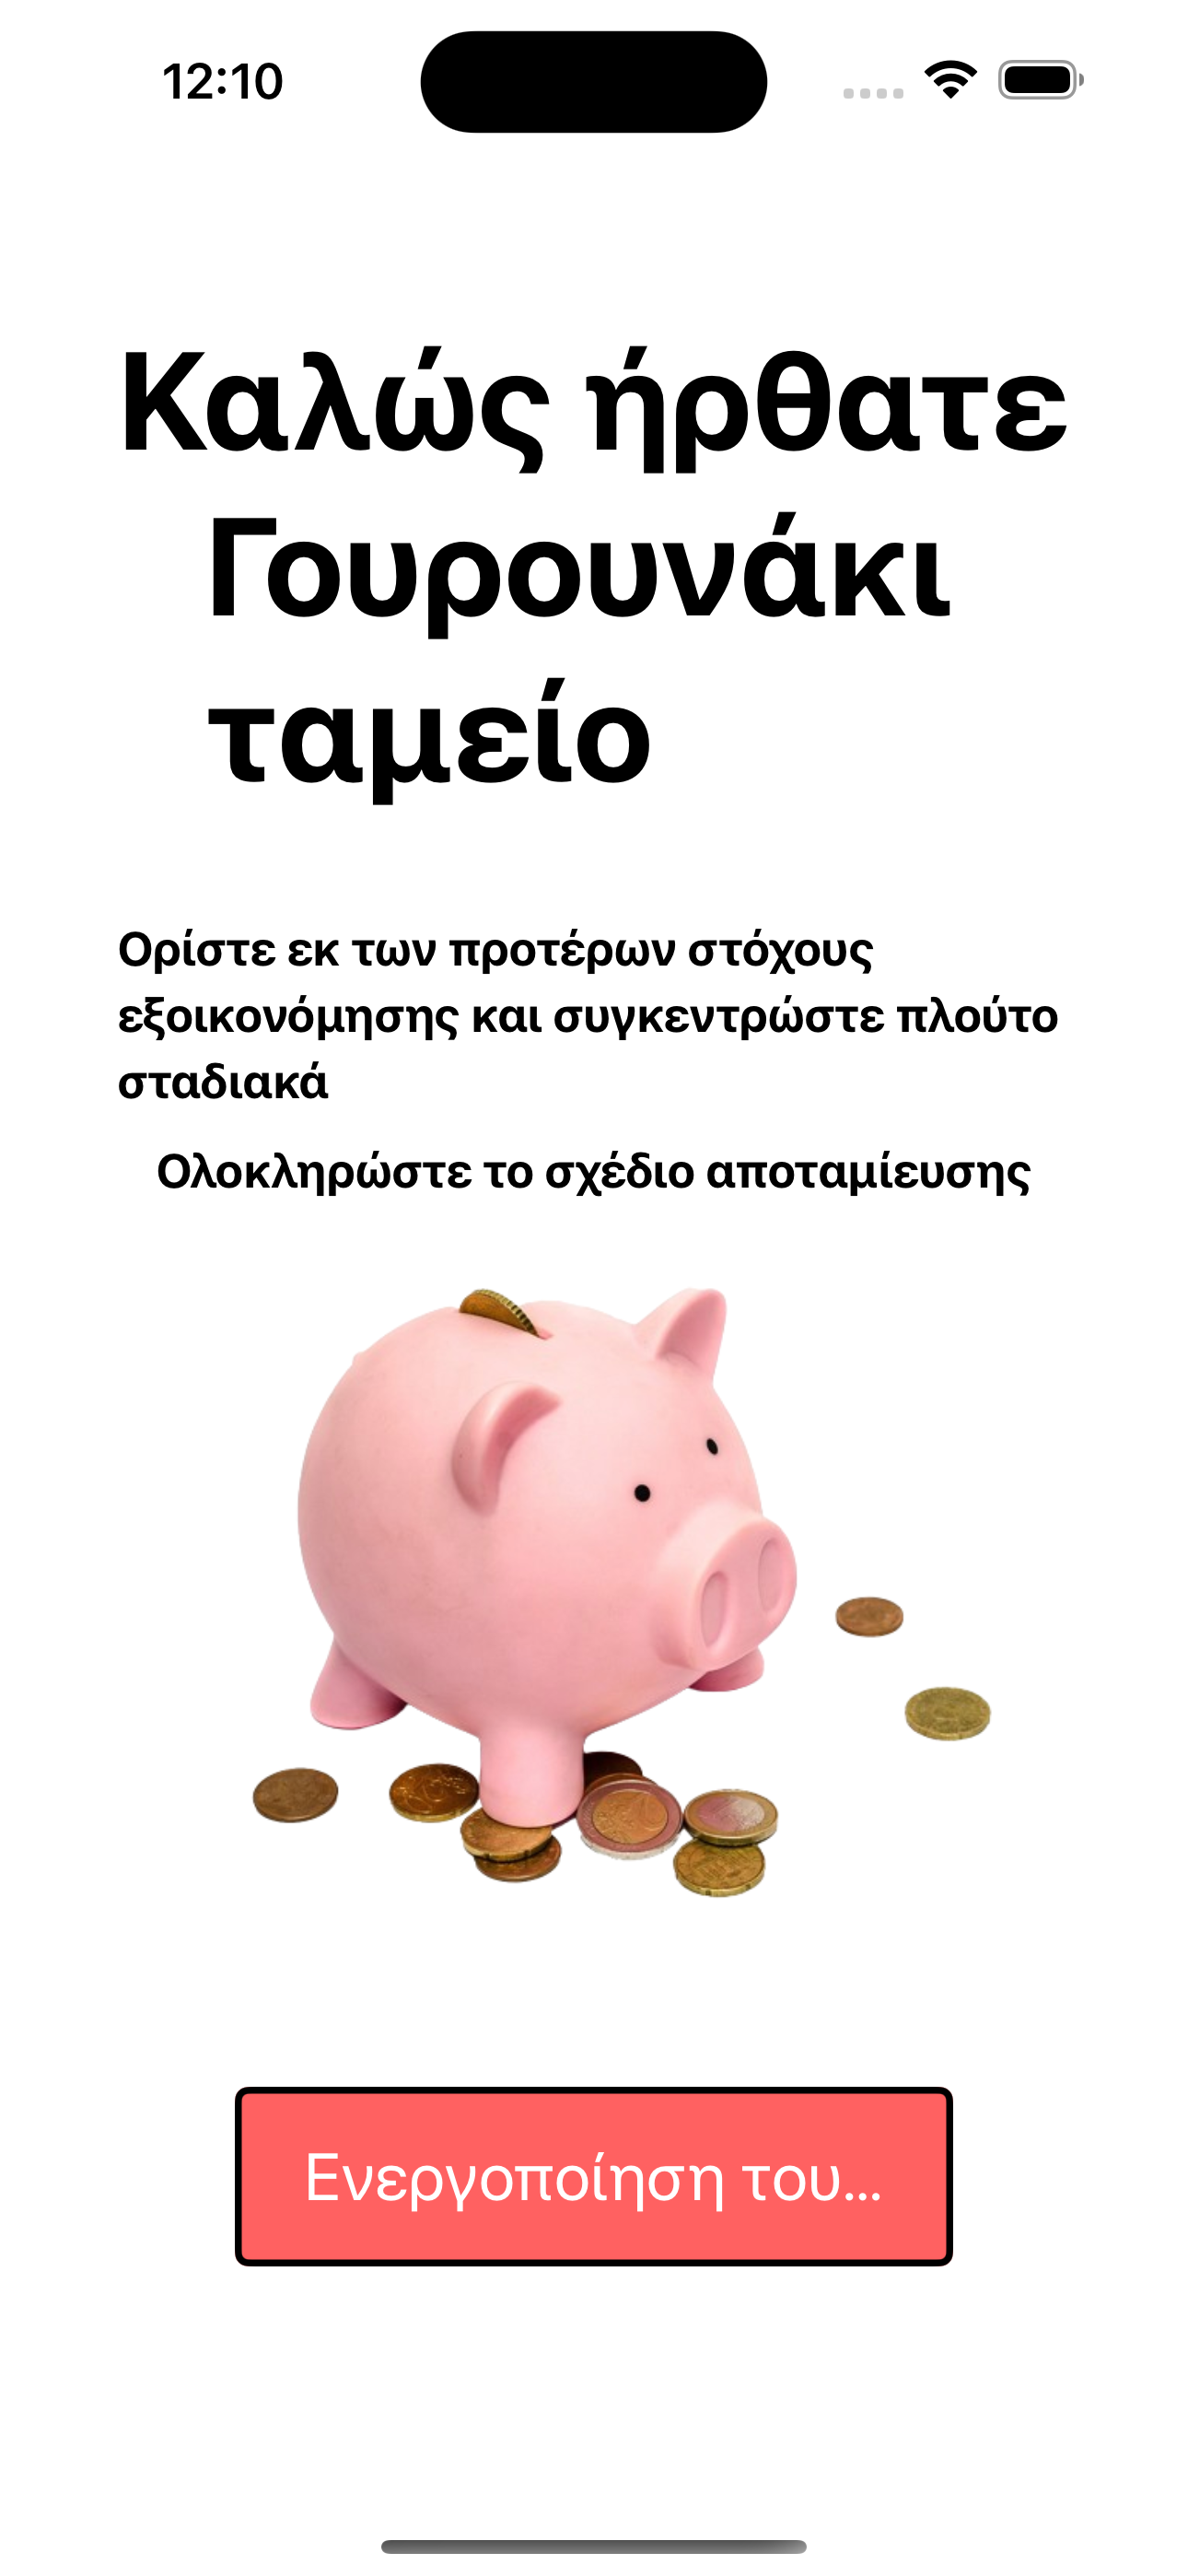 12:10
Καλώς ήρθατε
Γουρουνάκι
ταμείο
Ορίστε εκ των προτέρων στόχους
εξοικονόμησης και συγκεντρώστε πλούτο
σταδιακά
Ολοκληρώστε το σχέδιο αποταμίευσης
Ενεργοποίηση του...